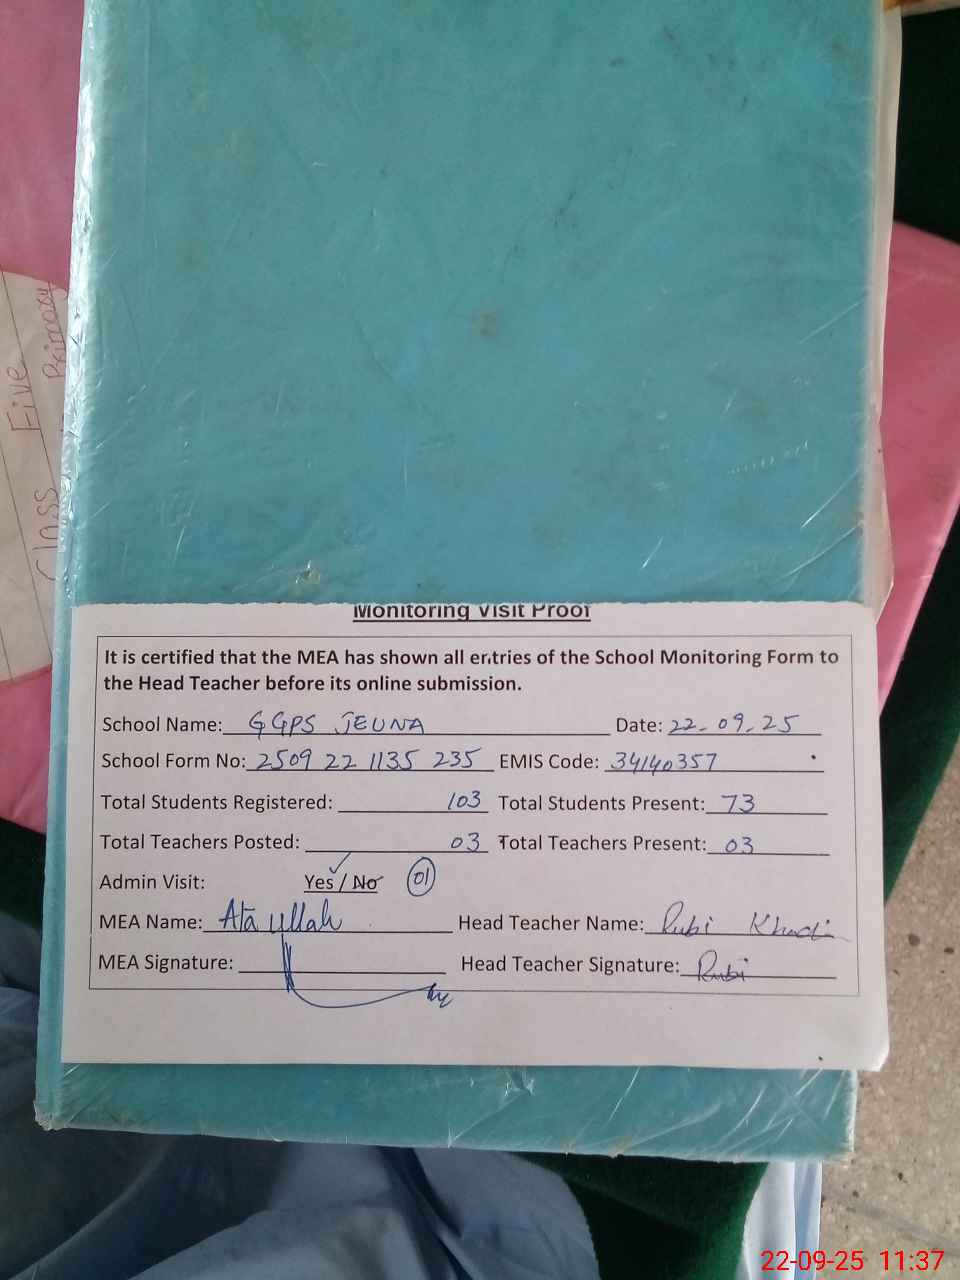 Class Five
Primary
Monitoring Visit Proof
It is certified that the MEA has shown all entries of the School Monitoring Form to
the Head Teacher before its online submission.
School Name: GGPS JEUNA Date: 22-09-25
School Form No: 2509 22 1135 235 EMIS Code: 34140357
Total Students Registered: 103 Total Students Present: 73
Total Teachers Posted: 03 Total Teachers Present: 03
Admin Visit: Yes / No 01
MEA Name: Ata Ullah Head Teacher Name: Rubi
MEA Signature: Head Teacher Signature: Rubi
22-09-25 11:37